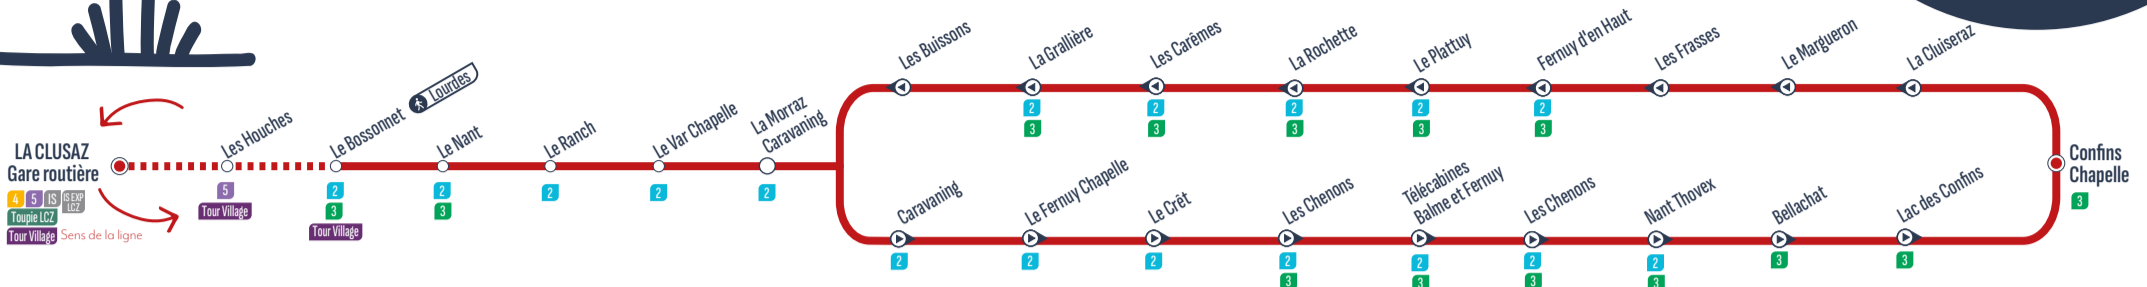 LA CLUSAZ
Gare routière
4 5 IS IS EXP LCZ
Toupie LCZ
Tour Village
Sens de la ligne
Les Houches
5
Tour Village
Le Bossonnet
Lourdes
2
3
Tour Village
Le Nant
2
3
Le Ranch
2
Le Var Chapelle
2
La Morraz
Caravaning
2
Les Buissons
La Grallière
2
3
Les Carêmes
2
3
La Rochette
2
3
Le Plattuy
2
3
Fernuy d'en Haut
2
3
Les Frasses
Le Margueron
La Cluiseraz
Caravaning
2
Le Fernuy Chapelle
2
Le Crêt
2
Les Chenons
2
3
Télécabines
Balme et Fernuy
2
3
Les Chenons
2
3
Nant Thovex
2
3
Bellachat
3
Lac des Confins
3
Confins
Chapelle
3